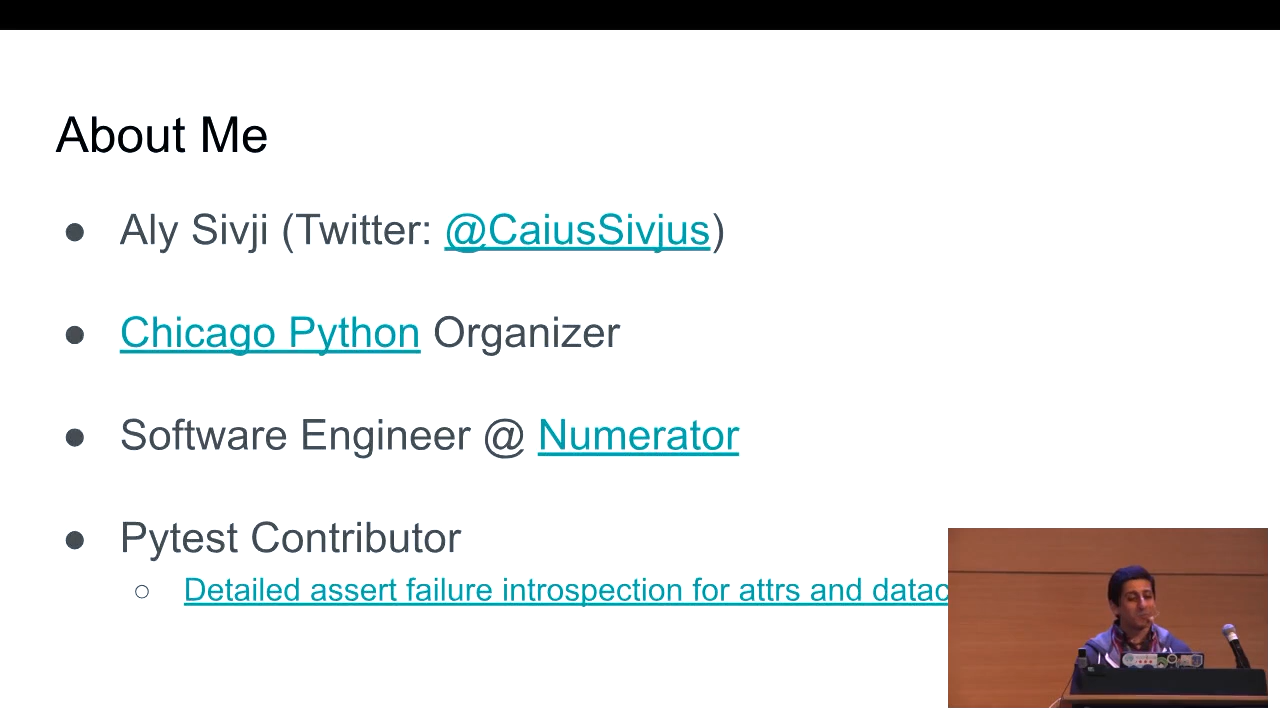 About Me
● Aly Sivji (Twitter: @CaiusSivjus)
● Chicago Python Organizer
● Software Engineer @ Numerator
● Pytest Contributor
○ Detailed assert failure introspection for attrs and datac